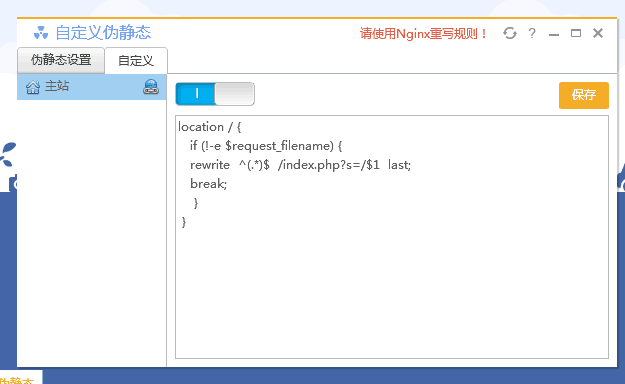 自定义伪静态
请使用Nginx重写规则！
伪静态设置
自定义
主站
保存
location / {
if (!-e $request_filename) {
rewrite ^(.*)$ /index.php?s=/$1 last;
break;
}
}
伪静态